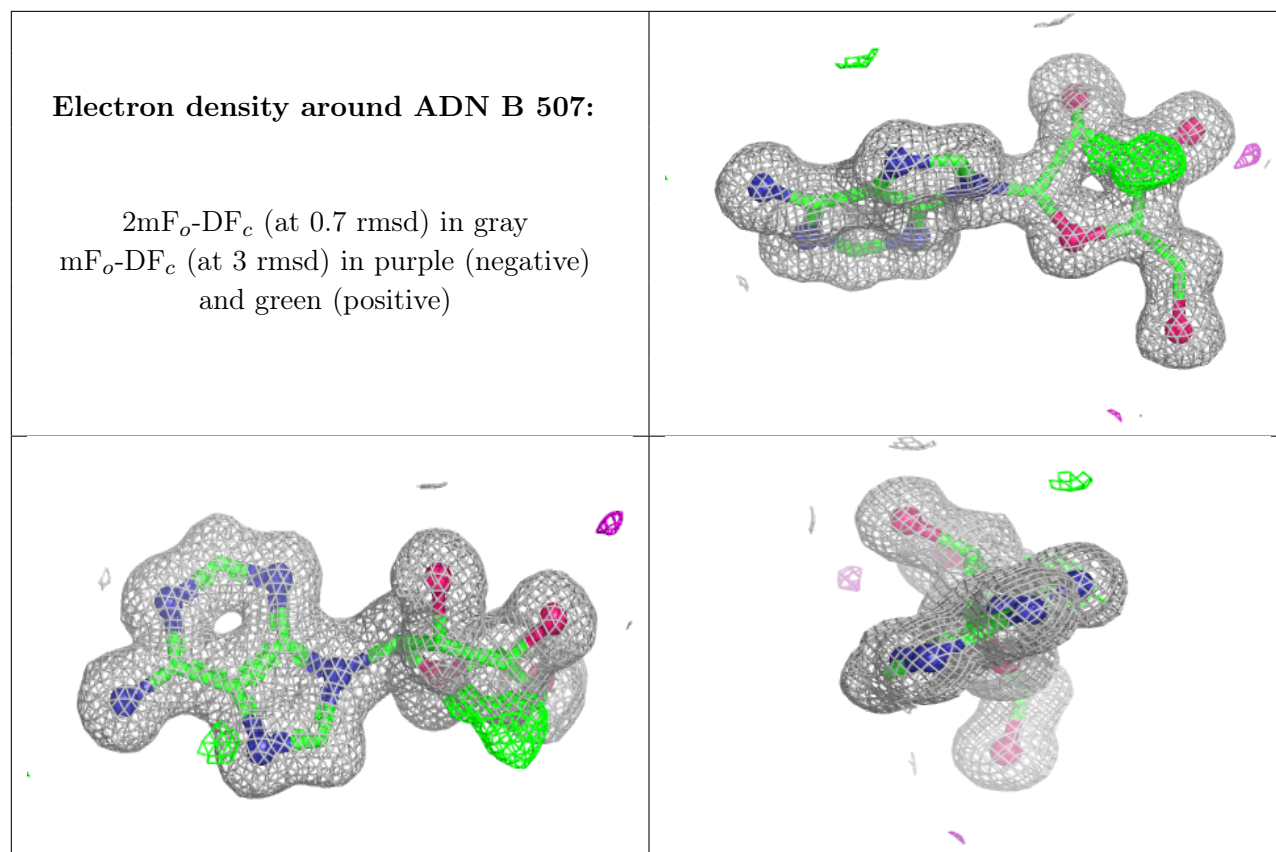 Electron density around ADN B 507:
2mFo-DFc (at 0.7 rmsd) in gray
mFo-DFc (at 3 rmsd) in purple (negative)
and green (positive)